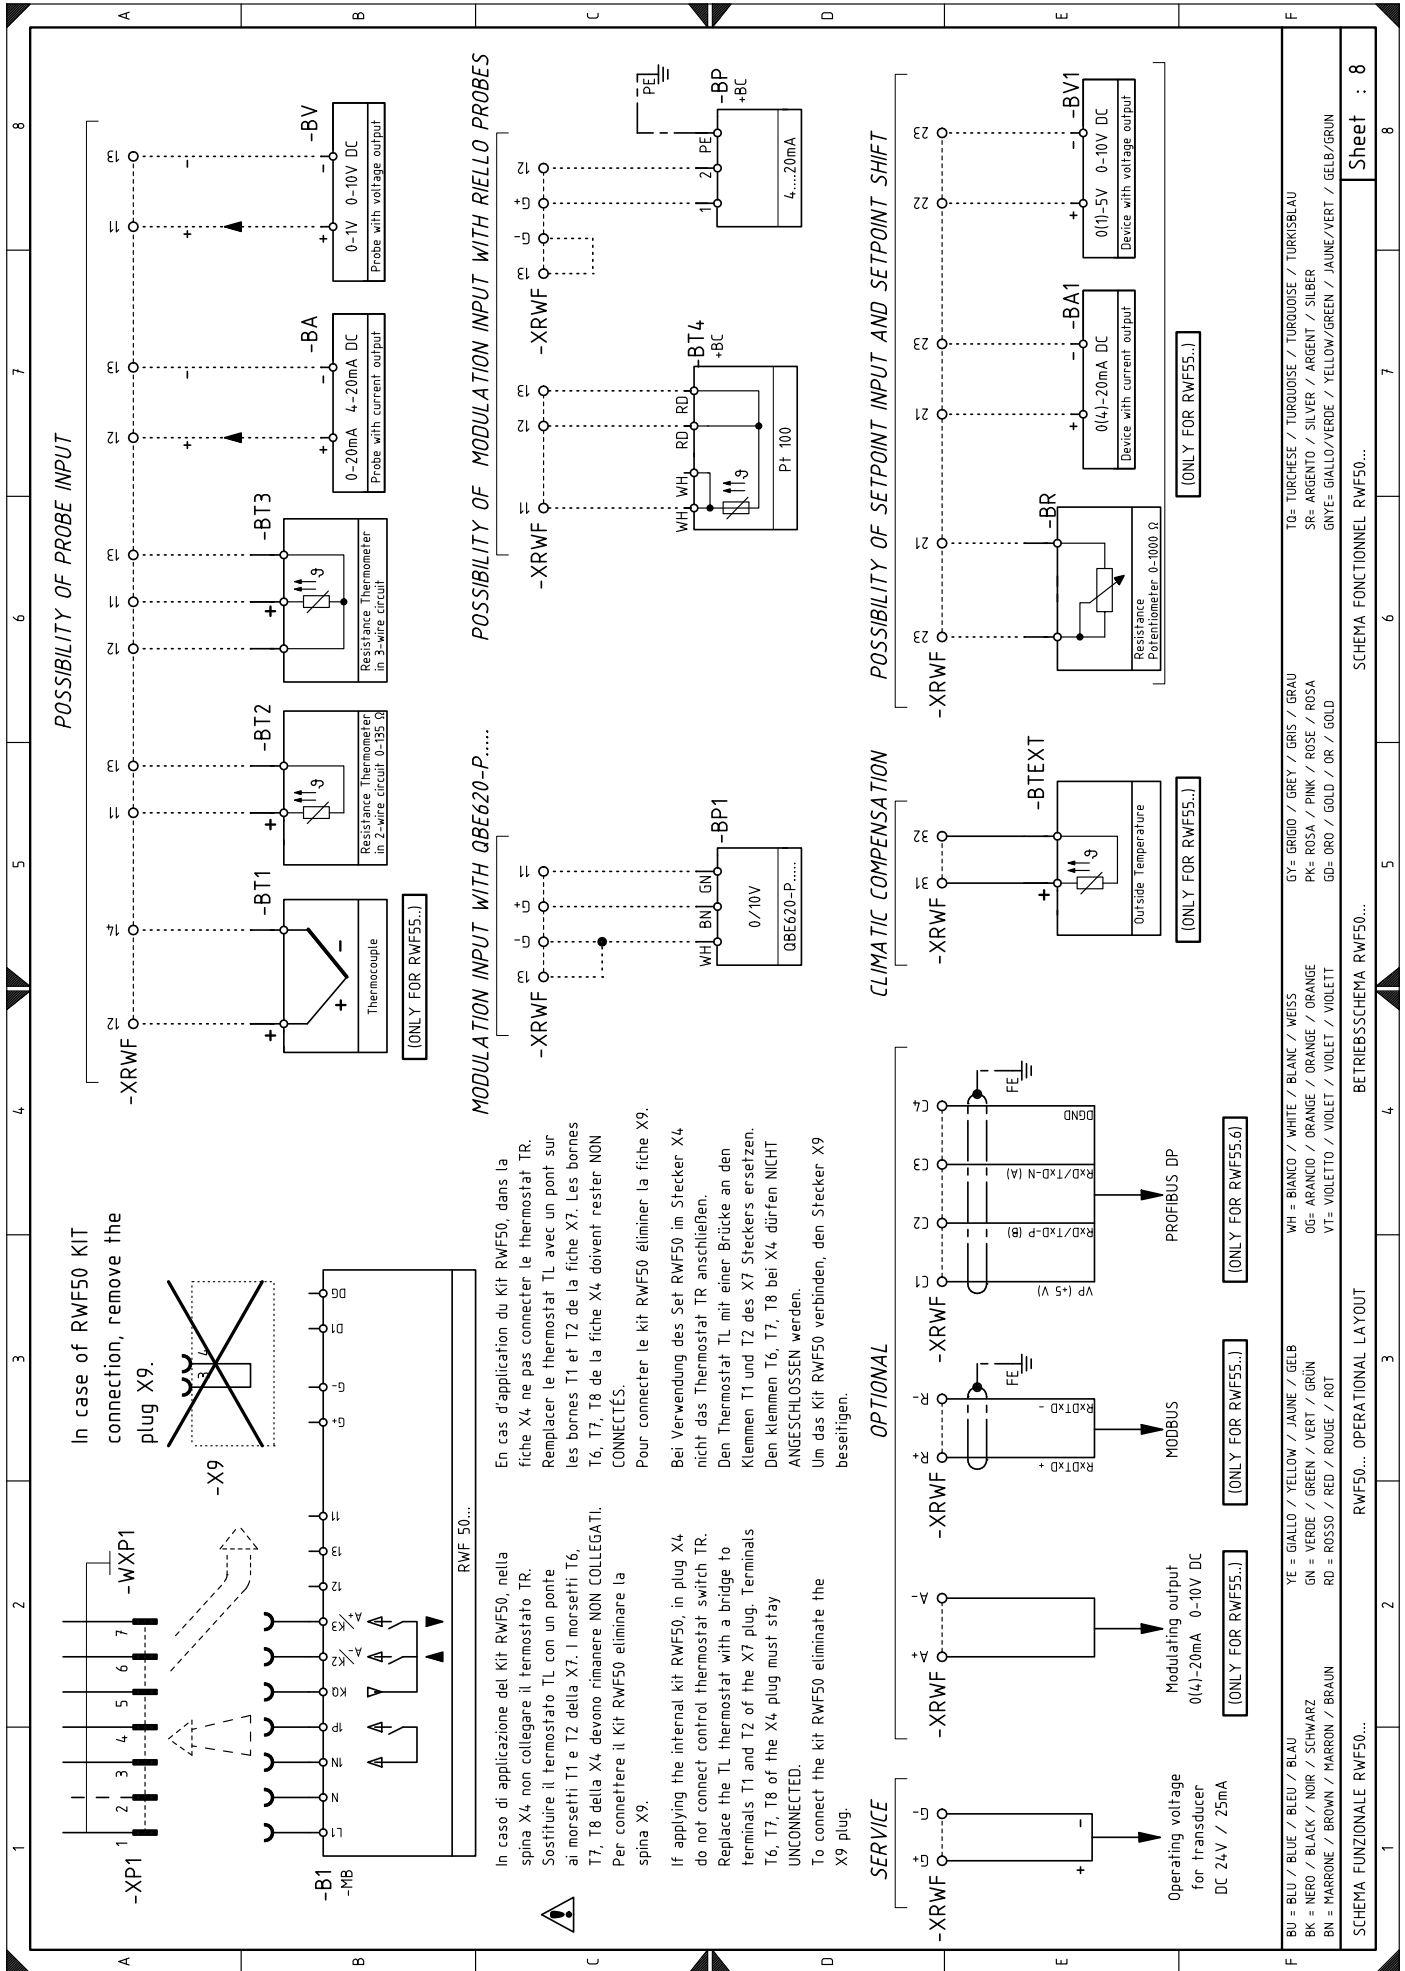 1
2
3
4
5
6
7
8
A
B
C
D
E
F
-XP1
1
2
3
4
5
6
7
-WXP1
-X9
3
4
In case of RWF50 KIT
connection, remove the
plug X9.
-B1
-MB
L1
N
1N
1P
KQ
K2/A-
K3/A+
12
13
11
G+
G-
D1
DG
RWF 50...
In caso di applicazione del Kit RWF50, nella
spina X4 non collegare il termostato TR.
Sostituire il termostato TL con un ponte
ai morsetti T1 e T2 della X7. I morsetti T6,
T7, T8 della X4 devono rimanere NON COLLEGATI.
Per connettere il Kit RWF50 eliminare la
spina X9.
If applying the internal kit RWF50, in plug X4
do not connect control thermostat switch TR.
Replace the TL thermostat with a bridge to
terminals T1 and T2 of the X7 plug. Terminals
T6, T7, T8 of the X4 plug must stay
UNCONNECTED.
To connect the kit RWF50 eliminate the
X9 plug.
En cas d'application du Kit RWF50, dans la
fiche X4 ne pas connecter le thermostat TR.
Remplacer le thermostat TL avec un pont sur
les bornes T1 et T2 de la fiche X7. Les bornes
T6, T7, T8 de la fiche X4 doivent rester NON
CONNECTÉS.
Pour connecter le kit RWF50 éliminer la fiche X9.
Bei Verwendung des Set RWF50 im Stecker X4
nicht das Thermostat TR anschließen.
Den Thermostat TL mit einer Brücke an den
Klemmen T1 und T2 des X7 Steckers ersetzen.
Den klemmen T6, T7, T8 bei X4 dürfen NICHT
ANGESCHLOSSEN werden.
Um das Kit RWF50 verbinden, den Stecker X9
beseitigen.
POSSIBILITY OF PROBE INPUT
-XRWF
12
14
11
13
12
11
13
12
13
11
13
-BT1
+
+
-
Thermocouple
(ONLY FOR RWF55..)
-BT2
+
ϑ
Resistance Thermometer
in 2-wire circuit 0-135 Ω
-BT3
+
ϑ
Resistance Thermometer
in 3-wire circuit
-BA
+
-
+
-
0-20mA 4-20mA DC
Probe with current output
-BV
+
-
+
-
0-1V 0-10V DC
Probe with voltage output
MODULATION INPUT WITH QBE620-P.....
-XRWF
13
G-
G+
11
-BP1
WH
BN
GN
0/10V
QBE620-P.....
POSSIBILITY OF MODULATION INPUT WITH RIELLO PROBES
-XRWF
11
12
13
-BT4
+BC
WH
WH
RD
RD
ϑ
Pt 100
-XRWF
13
G-
G+
12
PE
-BP
+BC
1
2
PE
4....20mA
SERVICE
-XRWF
G+
G-
+
-
Operating voltage
for transducer
DC 24V / 25mA
OPTIONAL
-XRWF
A+
A-
Modulating output
0(4)-20mA 0-10V DC
(ONLY FOR RWF55..)
-XRWF
R+
R-
FE
RxDTxD +
RxDTxD -
MODBUS
(ONLY FOR RWF55..)
-XRWF
C1
C2
C3
C4
FE
VP (+5 V)
RxD/TxD-P (B)
RxD/TxD-N (A)
DGND
PROFIBUS DP
(ONLY FOR RWF55.6)
CLIMATIC COMPENSATION
-XRWF
31
32
-BTEXT
+
ϑ
Outside Temperature
(ONLY FOR RWF55..)
POSSIBILITY OF SETPOINT INPUT AND SETPOINT SHIFT
-XRWF
23
21
21
23
22
23
-BR
Resistance
Potentiometer 0-1000 Ω
-BA1
+
-
0(4)-20mA DC
Device with current output
-BV1
+
-
0(1)-5V 0-10V DC
Device with voltage output
(ONLY FOR RWF55..)
BU = BLU / BLUE / BLEU / BLAU
BK = NERO / BLACK / NOIR / SCHWARZ
BN = MARRONE / BROWN / MARRON / BRAUN
YE = GIALLO / YELLOW / JAUNE / GELB
GN = VERDE / GREEN / VERT / GRÜN
RD = ROSSO / RED / ROUGE / ROT
WH = BIANCO / WHITE / BLANC / WEISS
OG= ARANCIO / ORANGE / ORANGE / ORANGE
VT= VIOLETTO / VIOLET / VIOLET / VIOLETT
GY= GRIGIO / GREY / GRIS / GRAU
PK= ROSA / PINK / ROSE / ROSA
GD= ORO / GOLD / OR / GOLD
TQ= TURCHESE / TURQUOISE / TURQUOISE / TURKISBLAU
SR= ARGENTO / SILVER / ARGENT / SILBER
GNYE= GIALLO/VERDE / YELLOW/GREEN / JAUNE/VERT / GELB/GRUN
SCHEMA FUNZIONALE RWF50...
RWF50... OPERATIONAL LAYOUT
BETRIEBSSCHEMA RWF50...
SCHEMA FONCTIONNEL RWF50...
Sheet : 8
1
2
3
4
5
6
7
8
A
B
C
D
E
F